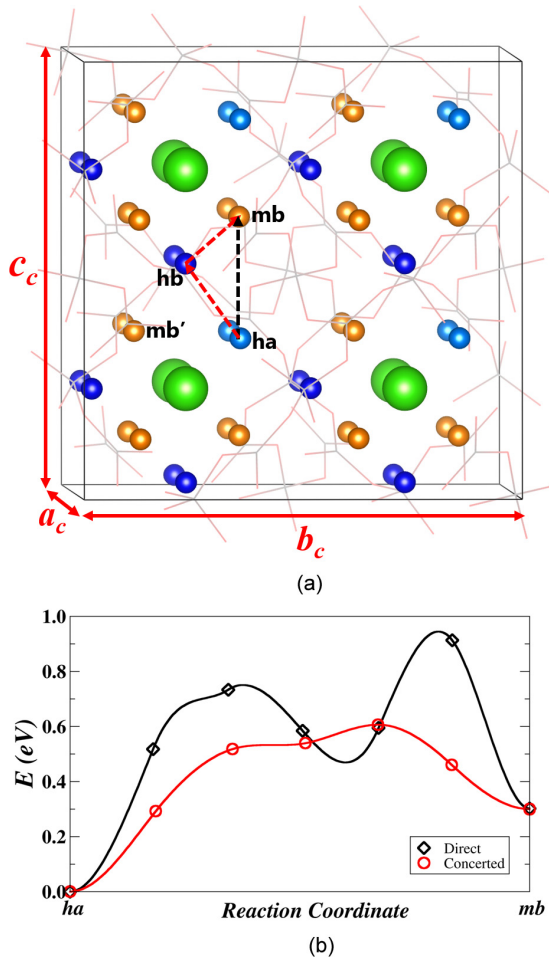 mb
hb
c_c
mb′
ha
a_c
b_c
(a)
1.0
0.8
0.6
E (eV)
0.4
0.2
0.0
Direct
Concerted
ha
Reaction Coordinate
mb
(b)